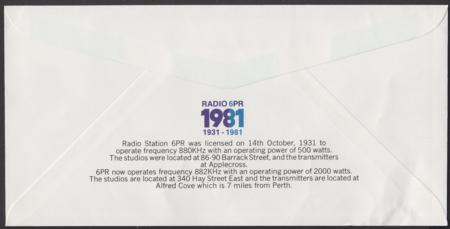 RADIO 6PR
1981
1931 - 1981
Radio Station 6PR was licensed on 14th October, 1931 to
operate frequency 880KHz with an operating power of 500 watts.
The studios were located at 86-90 Barrack Street, and the transmitters
at Applecross.
6PR now operates frequency 882KHz with an operating power of 2000 watts.
The studios are located at 340 Hay Street East and the transmitters are located at
Alfred Cove which is 7 miles from Perth.